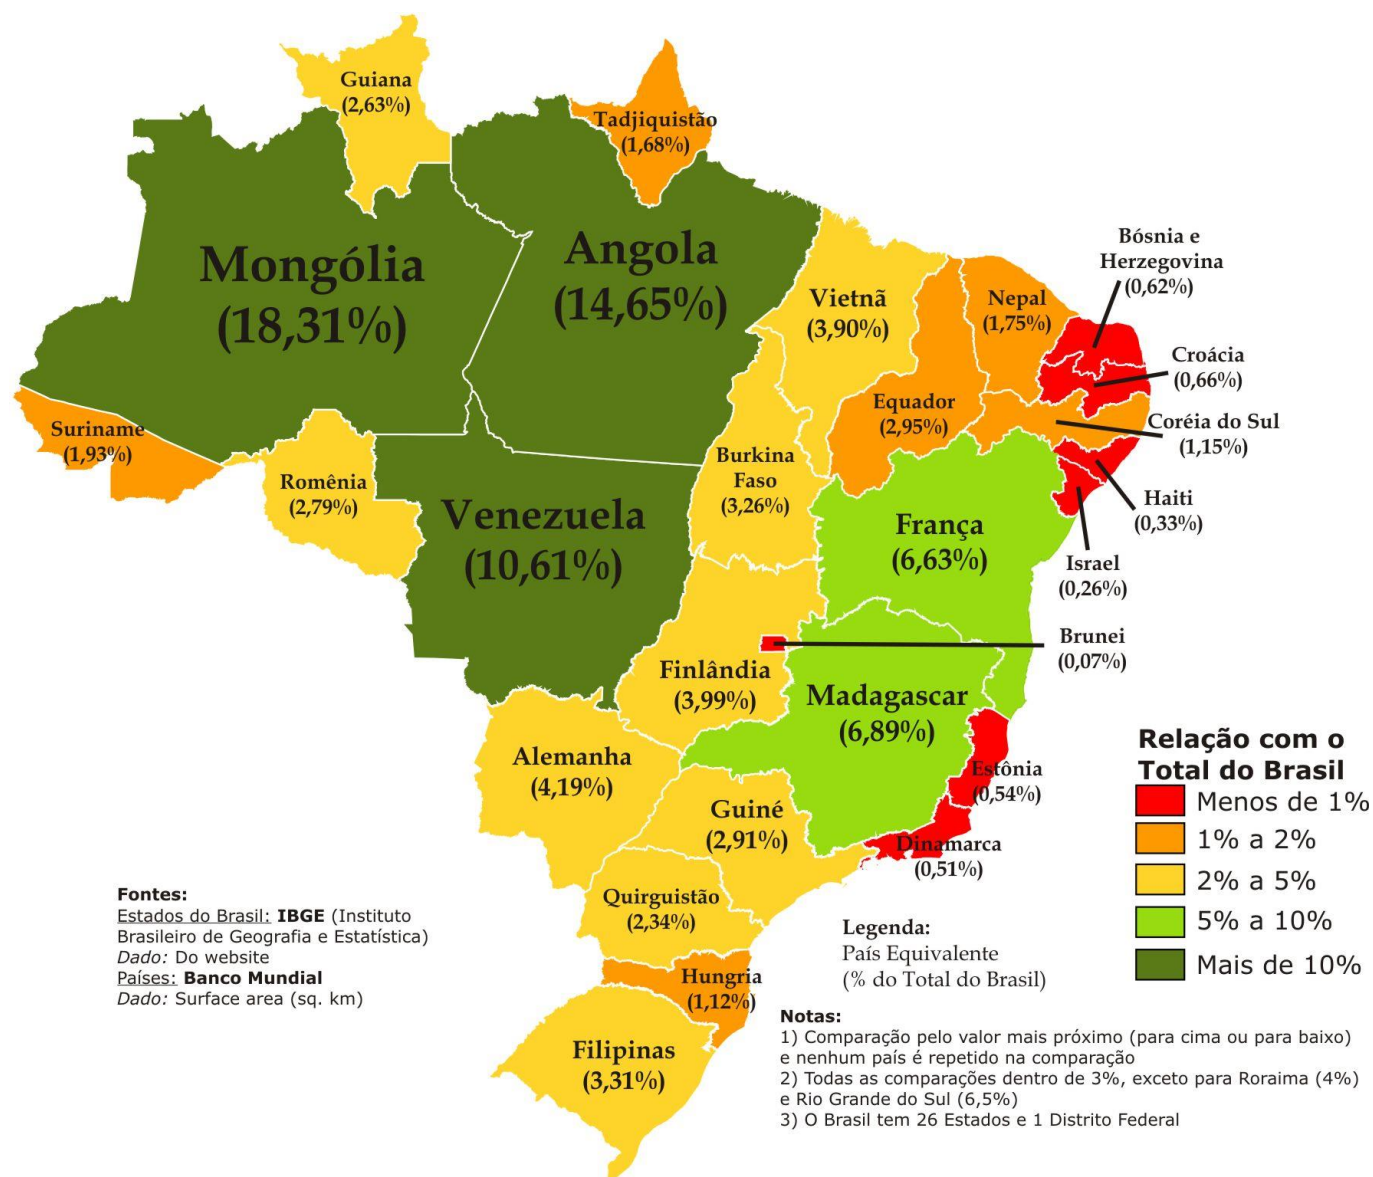 Guiana
(2,63%)
Tadjiquistão
(1,68%)
Mongólia
(18,31%)
Angola
(14,65%)
Bósnia e
Herzegovina
(0,62%)
Vietnã
(3,90%)
Nepal
(1,75%)
Croácia
(0,66%)
Equador
(2,95%)
Coréia do Sul
(1,15%)
Suriname
(1,93%)
Romênia
(2,79%)
Burkina
Faso
(3,26%)
Haiti
(0,33%)
Venezuela
(10,61%)
França
(6,63%)
Israel
(0,26%)
Brunei
(0,07%)
Finlândia
(3,99%)
Madagascar
(6,89%)
Alemanha
(4,19%)
Estônia
(0,54%)
Guiné
(2,91%)
Dinamarca
(0,51%)
Quirguistão
(2,34%)
Hungria
(1,12%)
Filipinas
(3,31%)
Relação com o
Total do Brasil
Menos de 1%
1% a 2%
2% a 5%
5% a 10%
Mais de 10%
Fontes:
Estados do Brasil: IBGE (Instituto
Brasileiro de Geografia e Estatística)
Dado: Do website
Países: Banco Mundial
Dado: Surface area (sq. km)
Legenda:
País Equivalente
(% do Total do Brasil)
Notas:
1) Comparação pelo valor mais próximo (para cima ou para baixo)
e nenhum país é repetido na comparação
2) Todas as comparações dentro de 3%, exceto para Roraima (4%)
e Rio Grande do Sul (6,5%)
3) O Brasil tem 26 Estados e 1 Distrito Federal